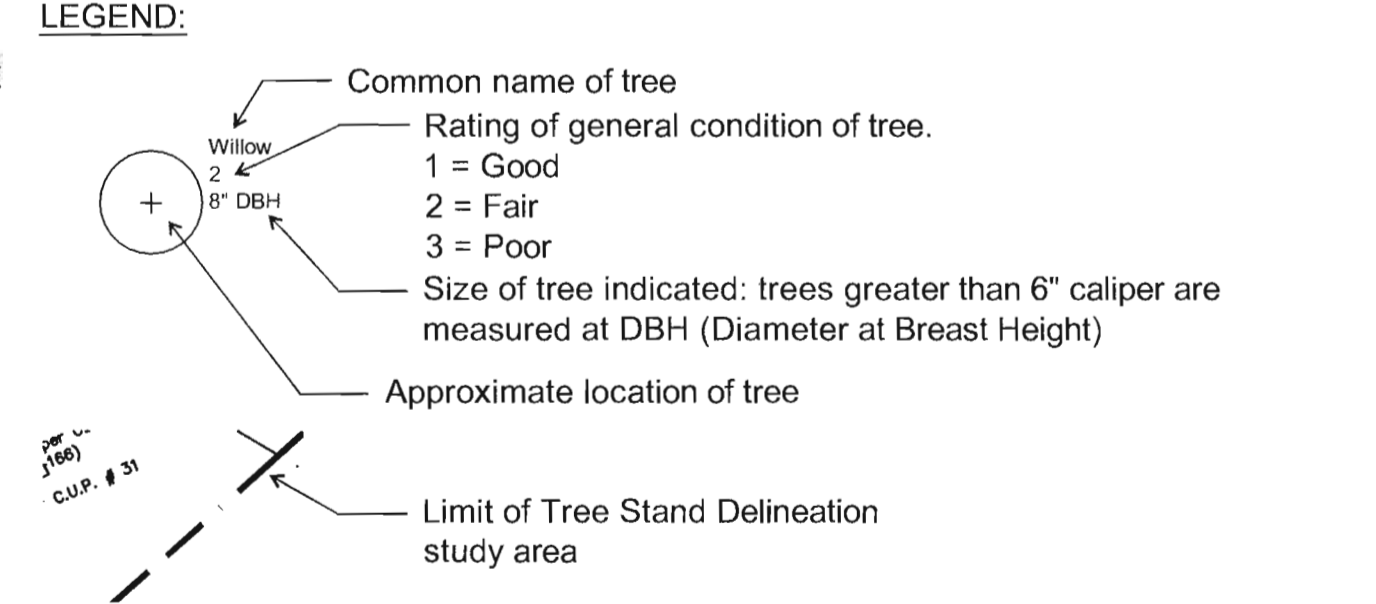 LEGEND:
Common name of tree
Rating of general condition of tree.
1 = Good
2 = Fair
3 = Poor
Willow
2
8" DBH
Size of tree indicated: trees greater than 6" caliper are
measured at DBH (Diameter at Breast Height)
Approximate location of tree
per
166)
C.U.P. # 31
Limit of Tree Stand Delineation
study area